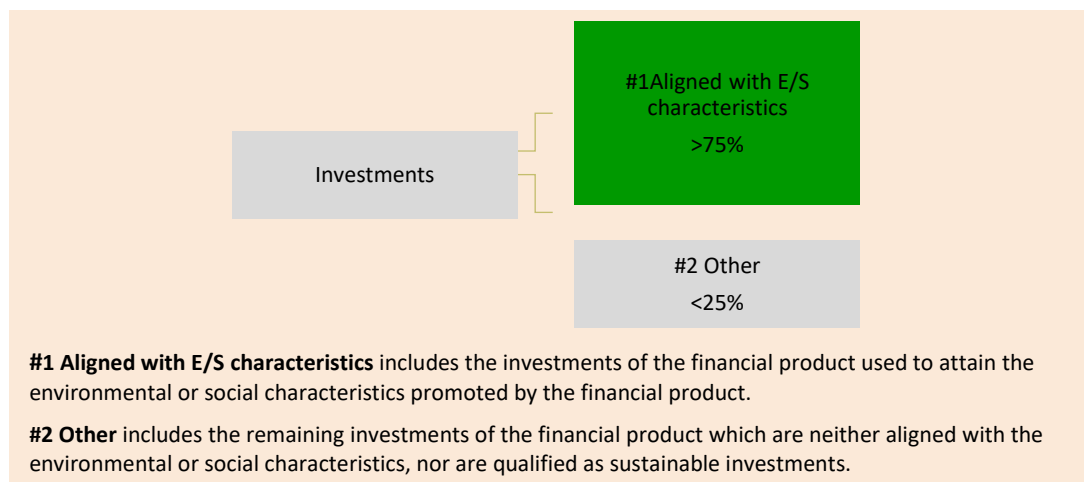 #1Aligned with E/S
characteristics
>75%
Investments
#2 Other
<25%
#1 Aligned with E/S characteristics includes the investments of the financial product used to attain the
environmental or social characteristics promoted by the financial product.
#2 Other includes the remaining investments of the financial product which are neither aligned with the
environmental or social characteristics, nor are qualified as sustainable investments.